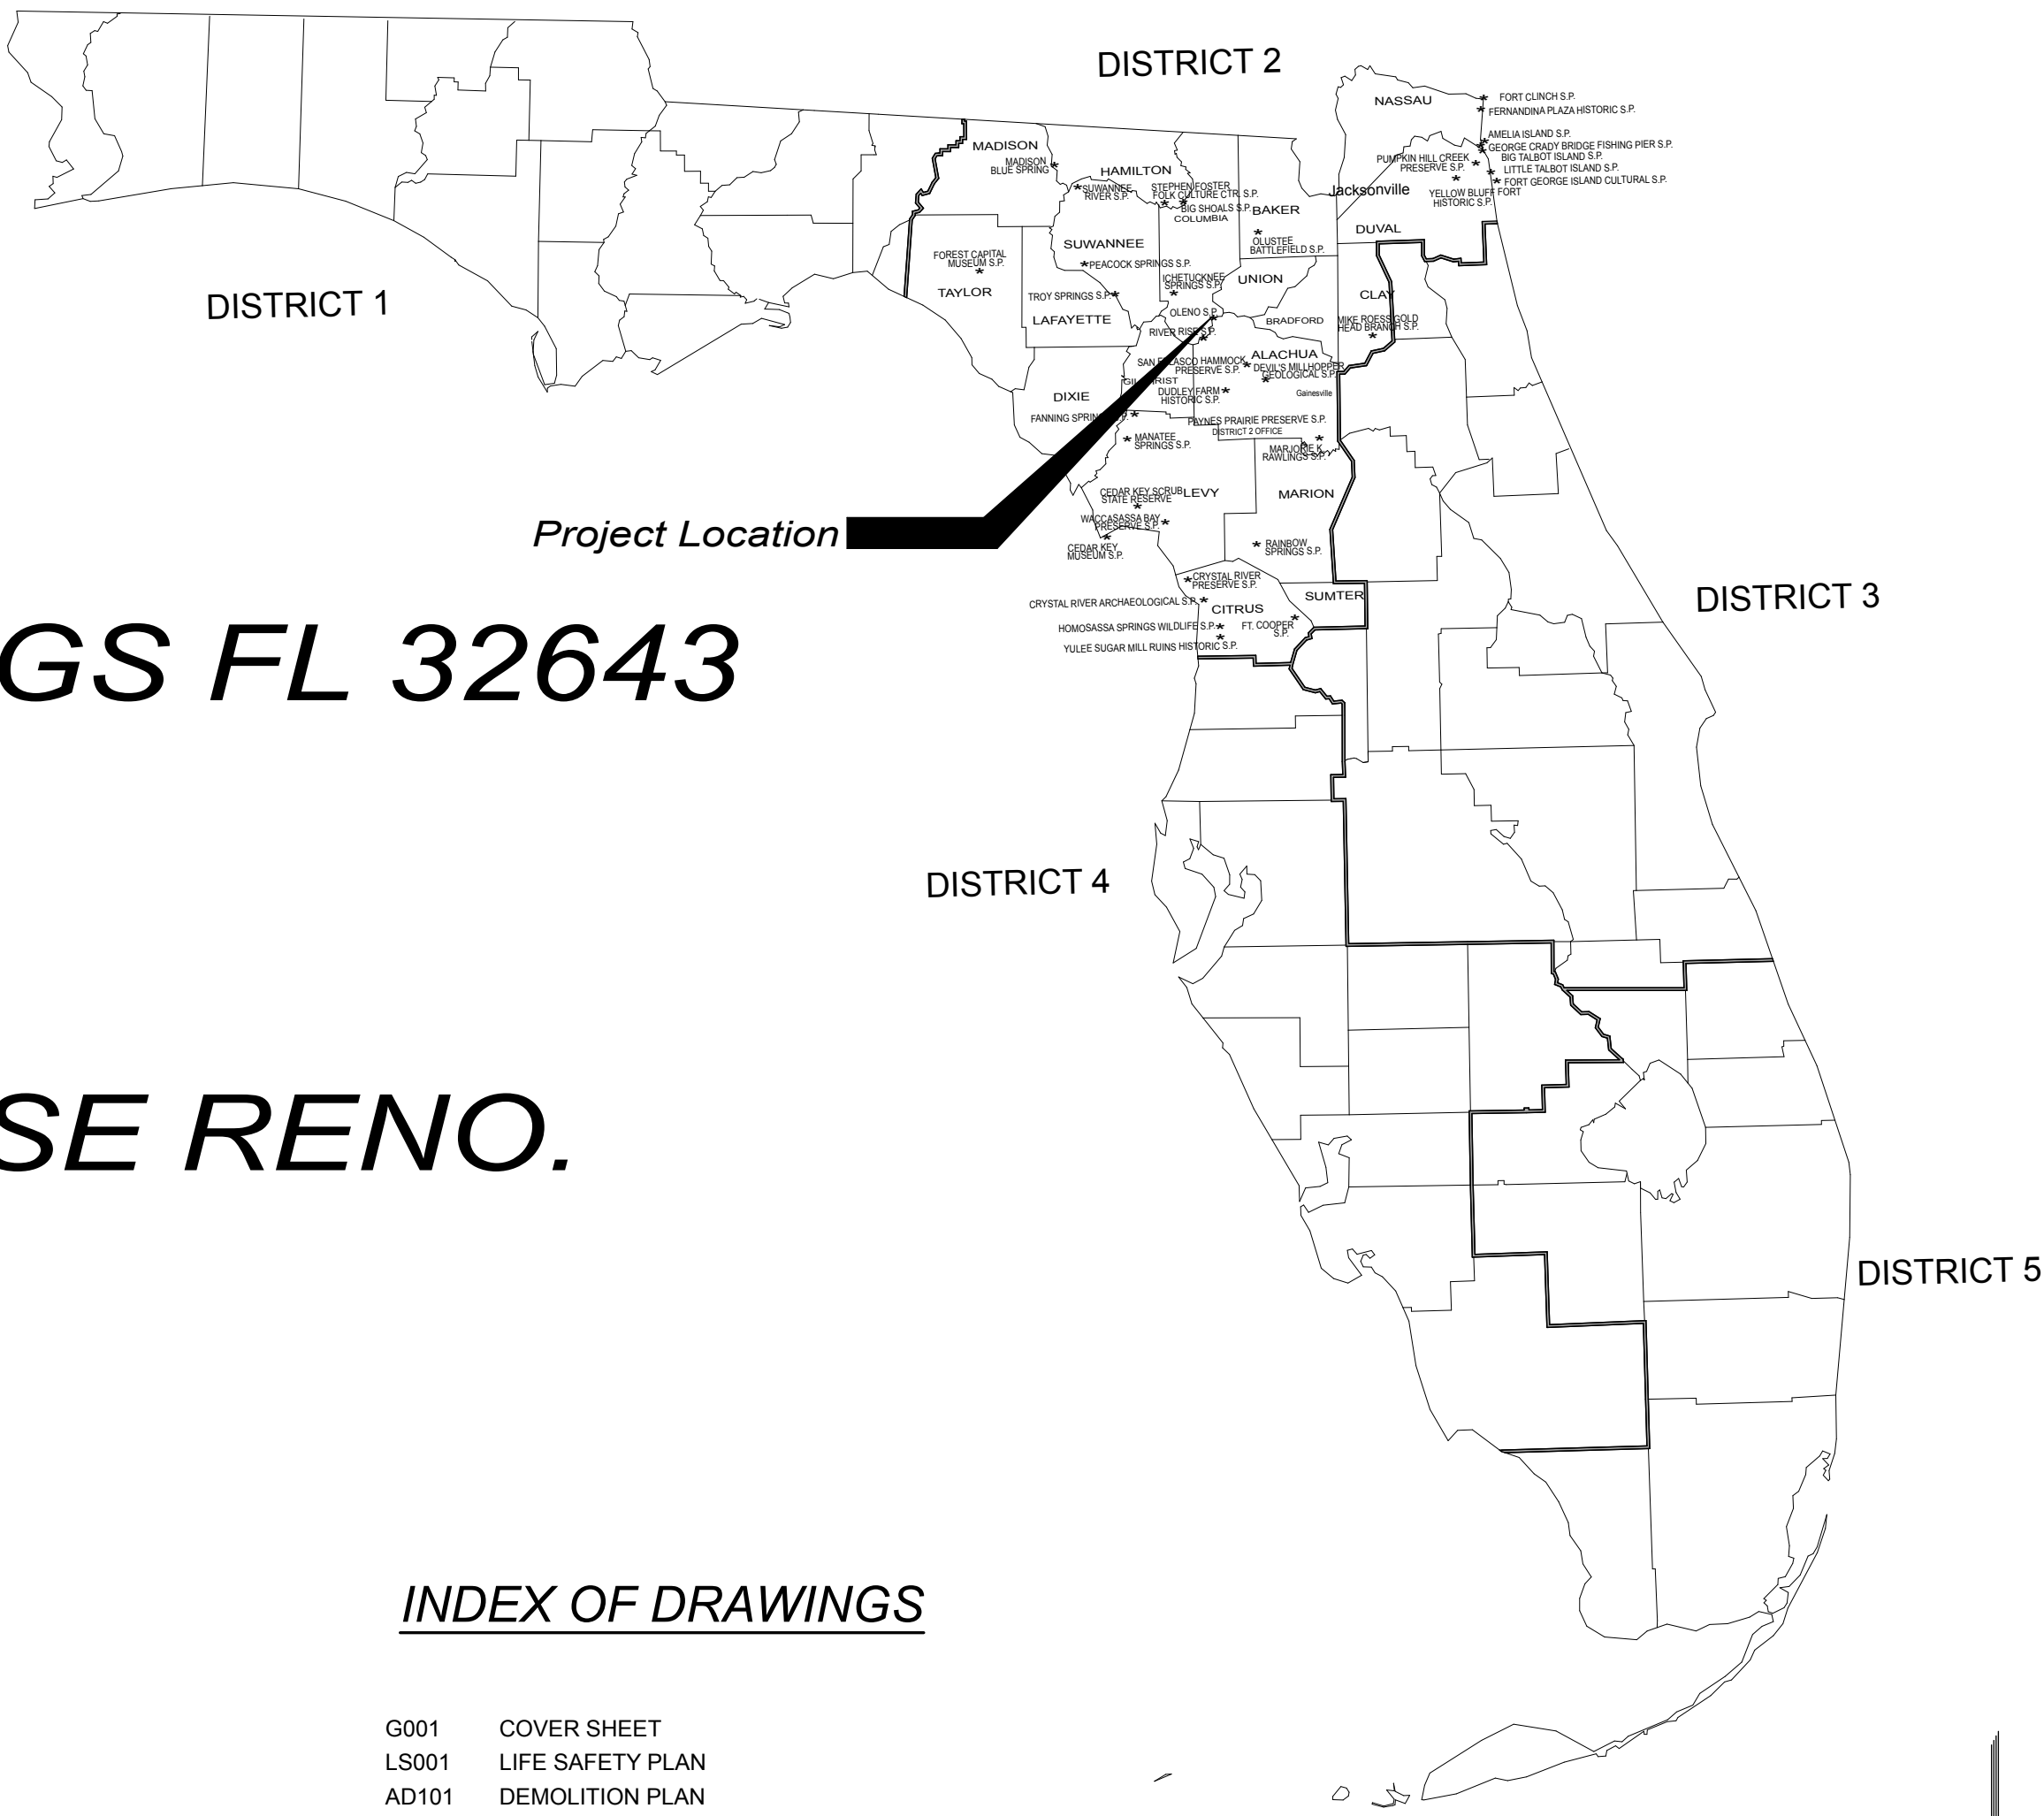 DISTRICT 2
NASSAU
FORT CLINCH S.P.
FERNANDINA PLAZA HISTORIC S.P.
AMELIA ISLAND S.P.
GEORGE CRADY BRIDGE FISHING PIER S.P.
BIG TALBOT ISLAND S.P.
PUMPKIN HILL CREEK
PRESERVE S.P.
LITTLE TALBOT ISLAND S.P.
FORT GEORGE ISLAND CULTURAL S.P.
YELLOW BLUFF FORT
HISTORIC S.P.
Jacksonville
DUVAL
MADISON
MADISON
BLUE SPRING
HAMILTON
SUWANNEE
RIVER S.P.
STEPHEN FOSTER
FOLK CULTURE CTR. S.P.
BIG SHOALS S.P.
COLUMBIA
BAKER
OLUSTEE
BATTLEFIELD S.P.
SUWANNEE
PEACOCK SPRINGS S.P.
FOREST CAPITAL
MUSEUM S.P.
TAYLOR
ICHETUCKNEE
SPRINGS S.P.
UNION
CLAY
TROY SPRINGS S.P.
LAFAYETTE
OLENO S.P.
BRADFORD
MIKE ROESS GOLD
HEAD BRANCH S.P.
RIVER RISE S.P.
DISTRICT 1
ALACHUA
SAN FELASCO HAMMOCK
PRESERVE S.P.
DEVIL'S MILLHOPPER
GEOLOGICAL S.P.
GILCHRIST
DUDLEY FARM
HISTORIC S.P.
Gainesville
DIXIE
FANNING SPRINGS S.P.
PAYNES PRAIRIE PRESERVE S.P.
DISTRICT 2 OFFICE
MANATEE
SPRINGS S.P.
MARJORIE K.
RAWLINGS S.P.
CEDAR KEY SCRUB
STATE RESERVE
LEVY
MARION
WACCASASSA BAY
PRESERVE S.P.
Project Location
CEDAR KEY
MUSEUM S.P.
RAINBOW
SPRINGS S.P.
CRYSTAL RIVER
PRESERVE S.P.
CRYSTAL RIVER ARCHAEOLOGICAL S.P.
CITRUS
SUMTER
HOMOSASSA SPRINGS WILDLIFE S.P.
FT. COOPER
S.P.
YULEE SUGAR MILL RUINS HISTORIC S.P.
DISTRICT 3
GS FL 32643
DISTRICT 4
SE RENO.
DISTRICT 5
INDEX OF DRAWINGS
G001 COVER SHEET
LS001 LIFE SAFETY PLAN
AD101 DEMOLITION PLAN